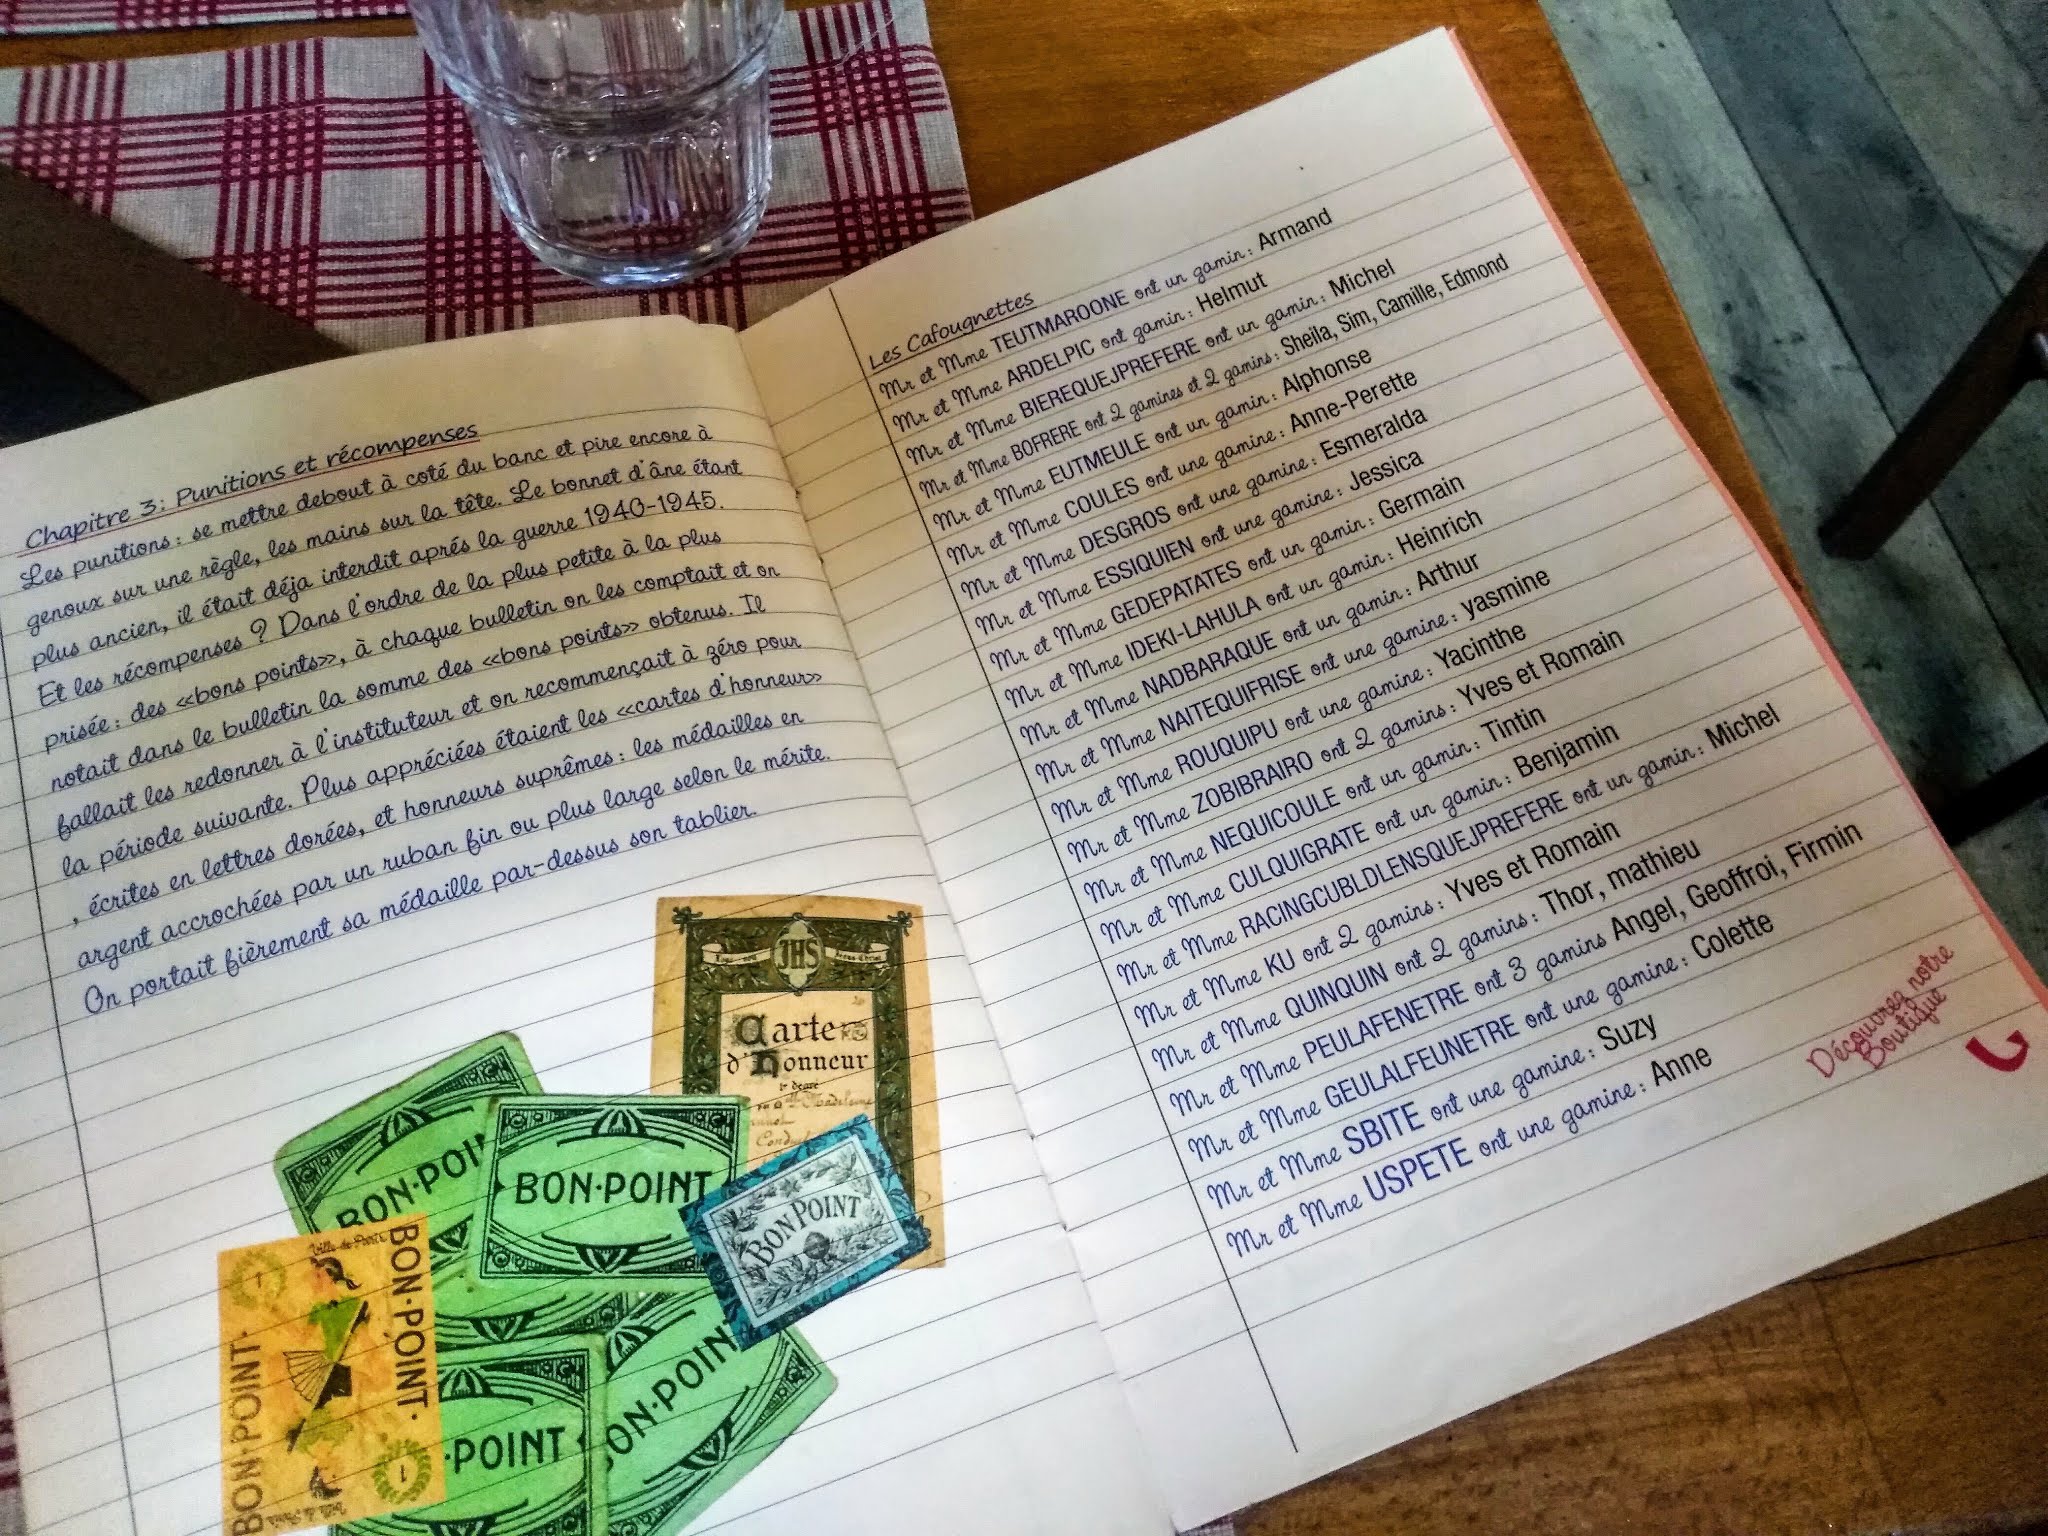 Chapitre 3: Punitions et récompenses
Les punitions: se mettre debout à coté du banc et pire encore à
genoux sur une règle, les mains sur la tête. Le bonnet d'âne étant
plus ancien, il était déja interdit aprés la guerre 1940-1945.
Et les récompenses? Dans l'ordre de la plus petite à la plus
prisée: des «bons points», à chaque bulletin on les comptait et on
notait dans le bulletin la somme des «bons points» obtenus. Il
fallait les redonner à l'instituteur et on recommençait à zéro pour
la période suivante. Plus appréciées étaient les «cartes d'honneur»
, écrites en lettres dorées, et honneurs suprêmes: les médailles en
argent accrochées par un ruban fin ou plus large selon le mérite.
On portait fièrement sa médaille par-dessus son tablier.
JHS
Carte
d'Honneur
1r degré
BON·POINT
BON·POINT
BON POINT
BON·POINT
BON·POINT
·POINT
ON·POINT
Les Cafougnettes
Mr et Mme TEUTMAROONE ont un gamin: Armand
Mr et Mme ARDELPIC ont gamin: Helmut
Mr et Mme BIEREQUEJPREFERE ont un gamin: Michel
Mr et Mme BOFRERE ont 2 gamines et 2 gamins: Sheila, Sim, Camille, Edmond
Mr et Mme EUTMEULE ont un gamin: Alphonse
Mr et Mme COULES ont une gamine: Anne-Perette
Mr et Mme DESGROS ont une gamine: Esmeralda
Mr et Mme ESSIQUIEN ont une gamine: Jessica
Mr et Mme GEDEPATATES ont un gamin: Germain
Mr et Mme IDEKI-LAHULA ont un gamin: Heinrich
Mr et Mme NADBARAQUE ont un gamin: Arthur
Mr et Mme NAITEQUIFRISE ont une gamine: yasmine
Mr et Mme ROUQUIPU ont une gamine: Yacinthe
Mr et Mme ZOBIBRAIRO ont 2 gamins: Yves et Romain
Mr et Mme NEQUICOULE ont un gamin: Tintin
Mr et Mme CULQUIGRATE ont un gamin: Benjamin
Mr et Mme RACINGCUBLDLENSQUEJPREFERE ont un gamin: Michel
Mr et Mme KU ont 2 gamins: Yves et Romain
Mr et Mme QUINQUIN ont 2 gamins: Thor, mathieu
Mr et Mme PEULAFENETRE ont 3 gamins Angel, Geoffroi, Firmin
Mr et Mme GEULALFEUNETRE ont une gamine: Colette
Mr et Mme SBITE ont une gamine: Suzy
Mr et Mme USPETE ont une gamine: Anne
Découvrez notre
Boutifut